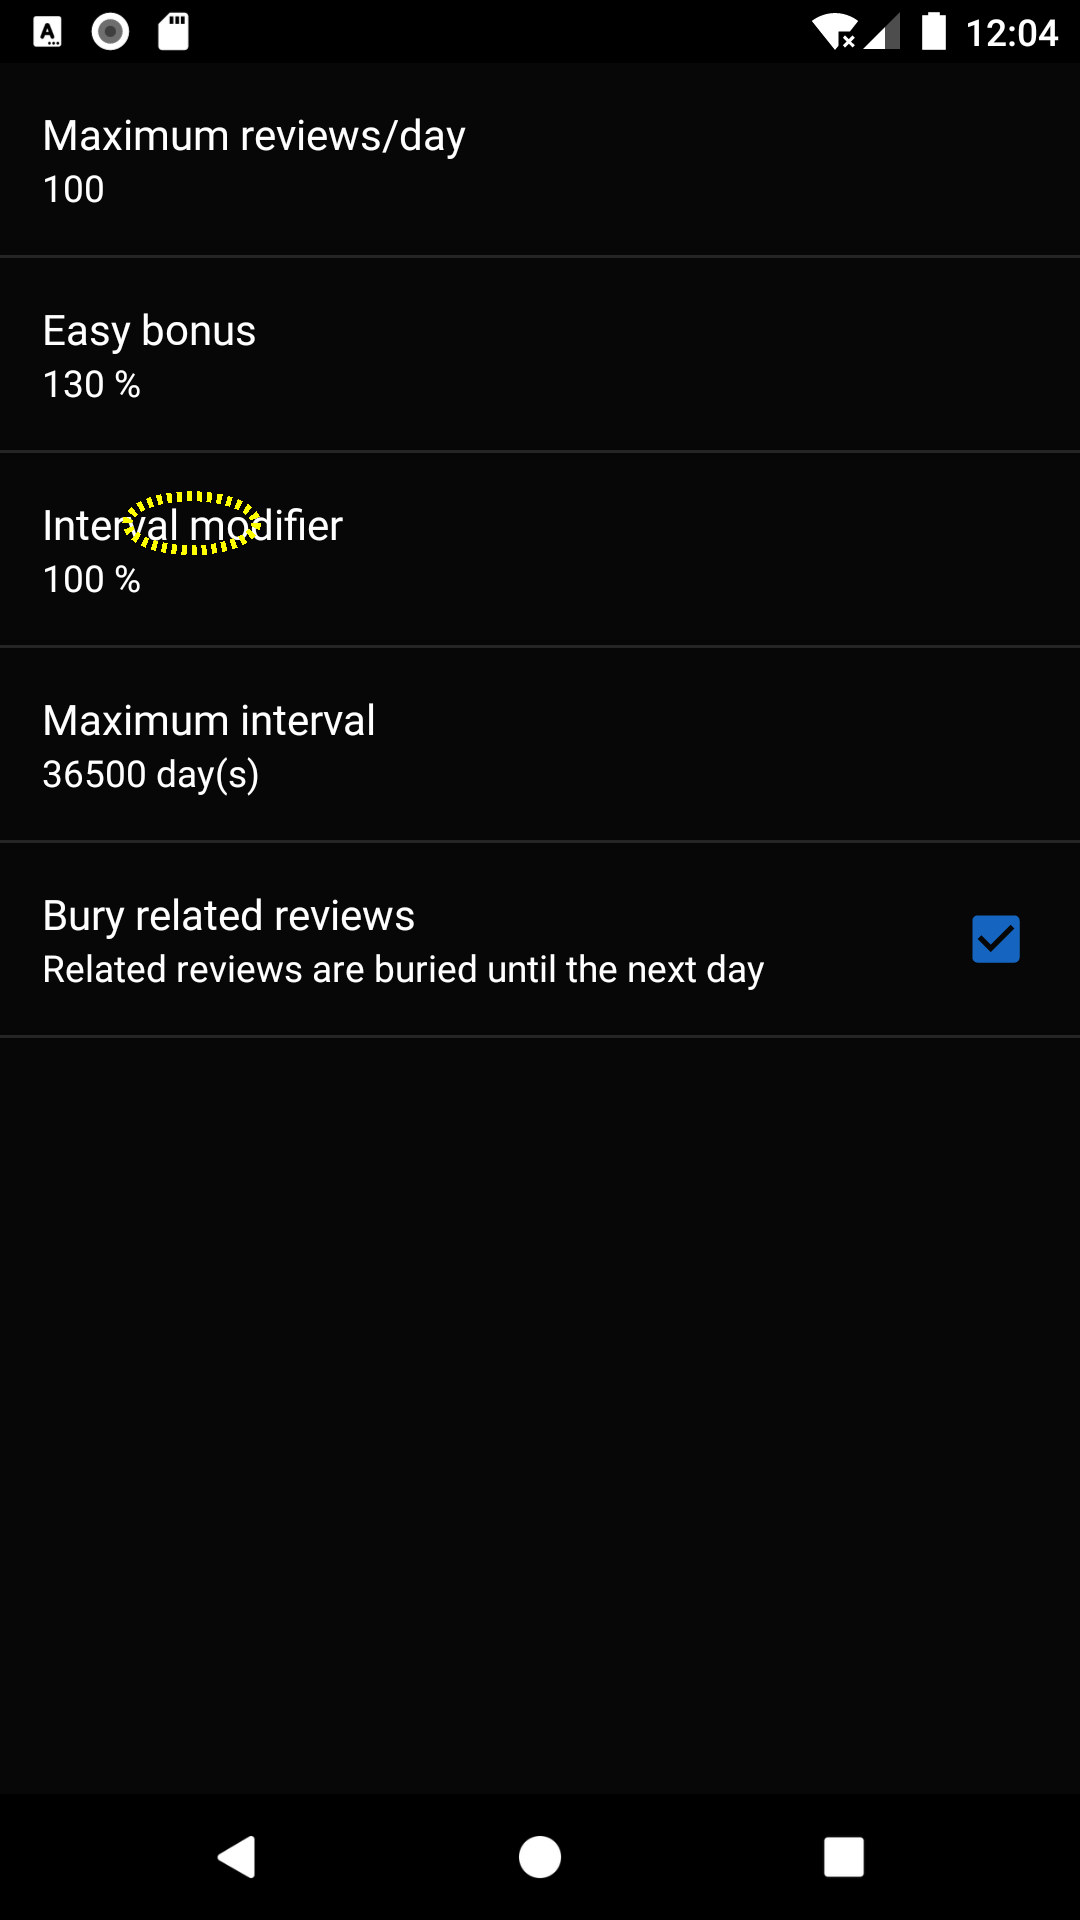 12:04
Maximum reviews/day
100
Easy bonus
130 %
Interval modifier
100 %
Maximum interval
36500 day(s)
Bury related reviews
Related reviews are buried until the next day